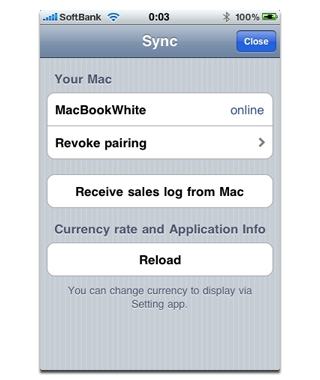 SoftBank 0:03 100%
Sync Close
Your Mac
MacBookWhite online
Revoke pairing
Receive sales log from Mac
Currency rate and Application Info
Reload
You can change currency to display via
Setting app.